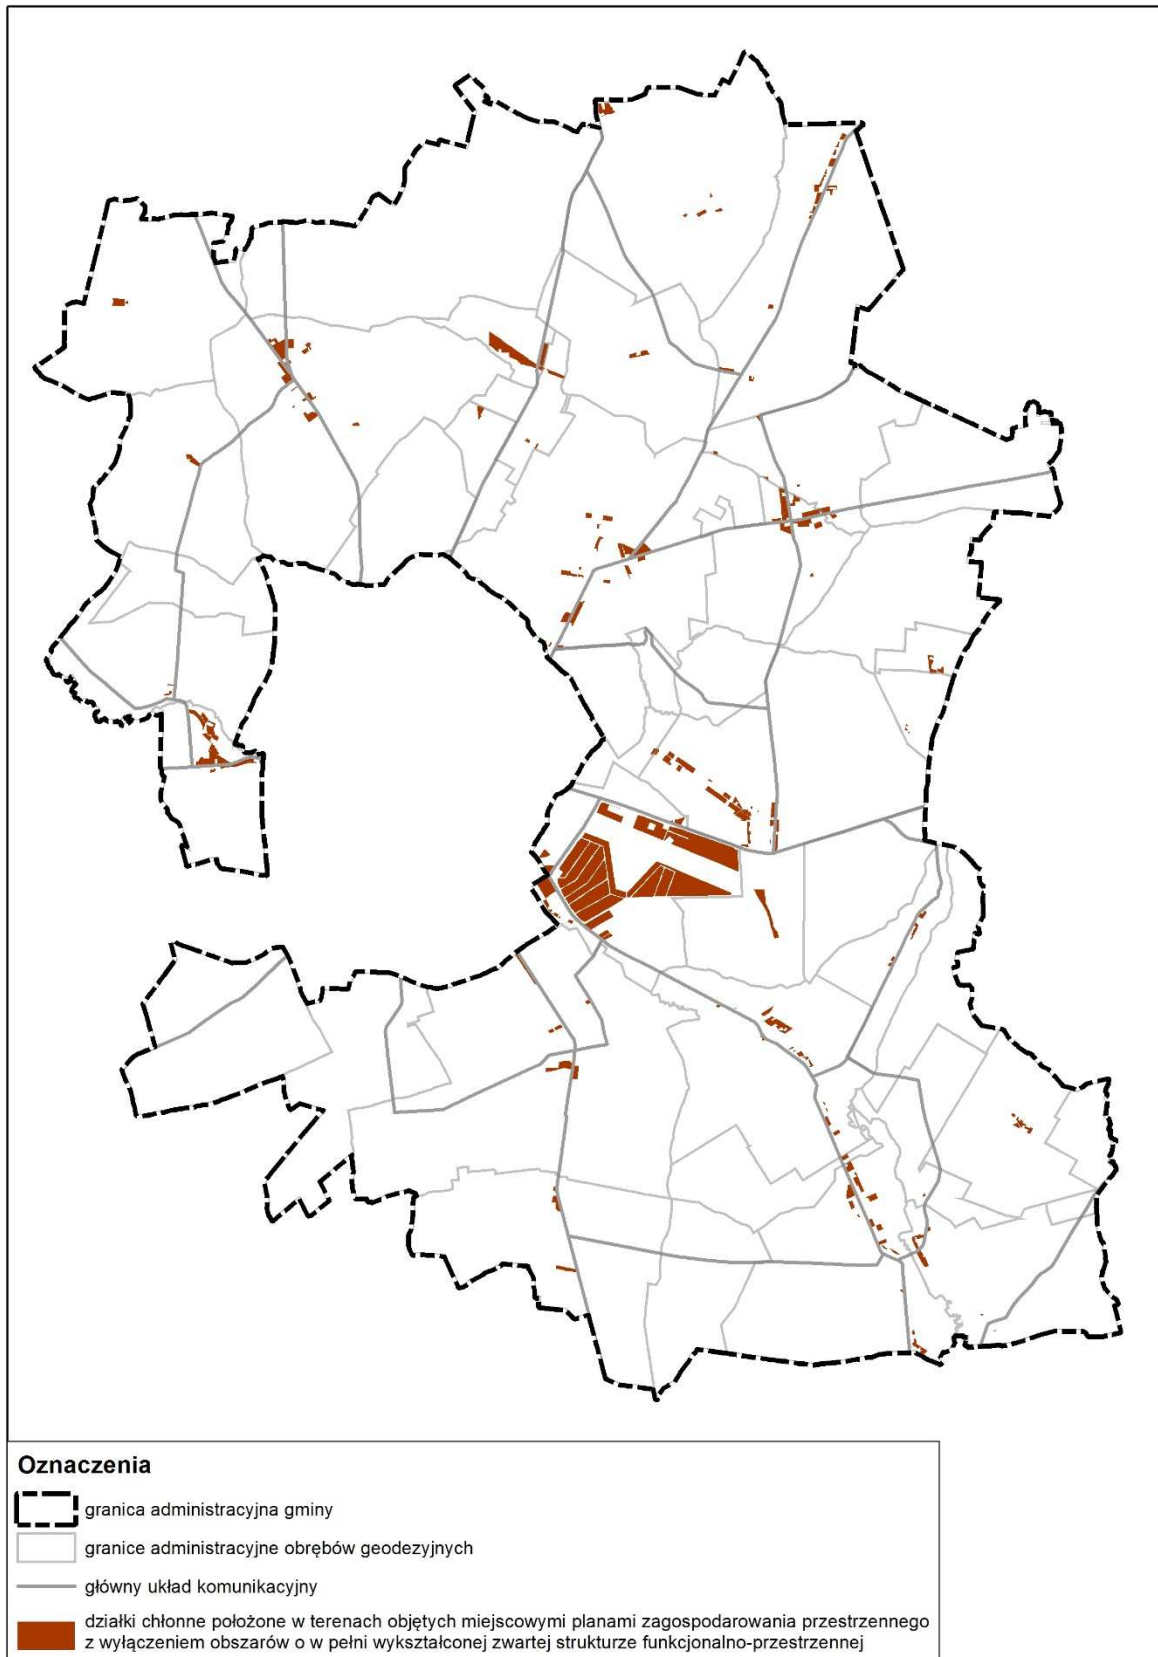 Oznaczenia
granica administracyjna gminy
granice administracyjne obrębów geodezyjnych
główny układ komunikacyjny
działki chłonne położone w terenach objętych miejscowymi planami zagospodarowania przestrzennego
z wyłączeniem obszarów o w pełni wykształconej zwartej strukturze funkcjonalno-przestrzennej